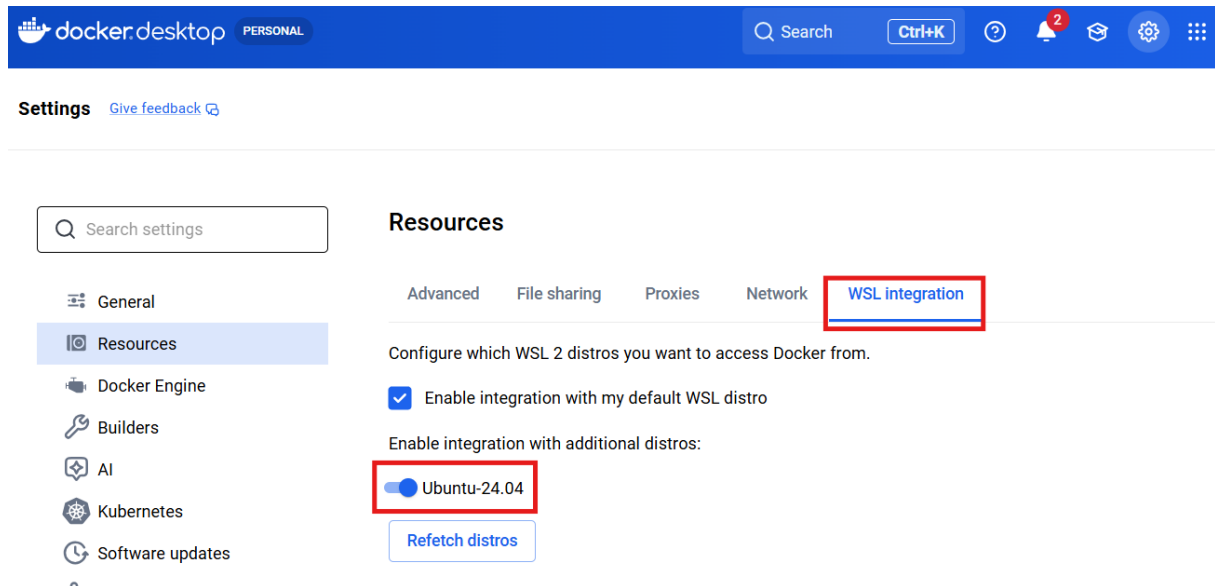 docker.desktop PERSONAL Search Ctrl+K 2
Settings Give feedback
Search settings
General
Resources
Docker Engine
Builders
AI
Kubernetes
Software updates
Resources
Advanced File sharing Proxies Network WSL integration
Configure which WSL 2 distros you want to access Docker from.
Enable integration with my default WSL distro
Enable integration with additional distros:
Ubuntu-24.04
Refetch distros